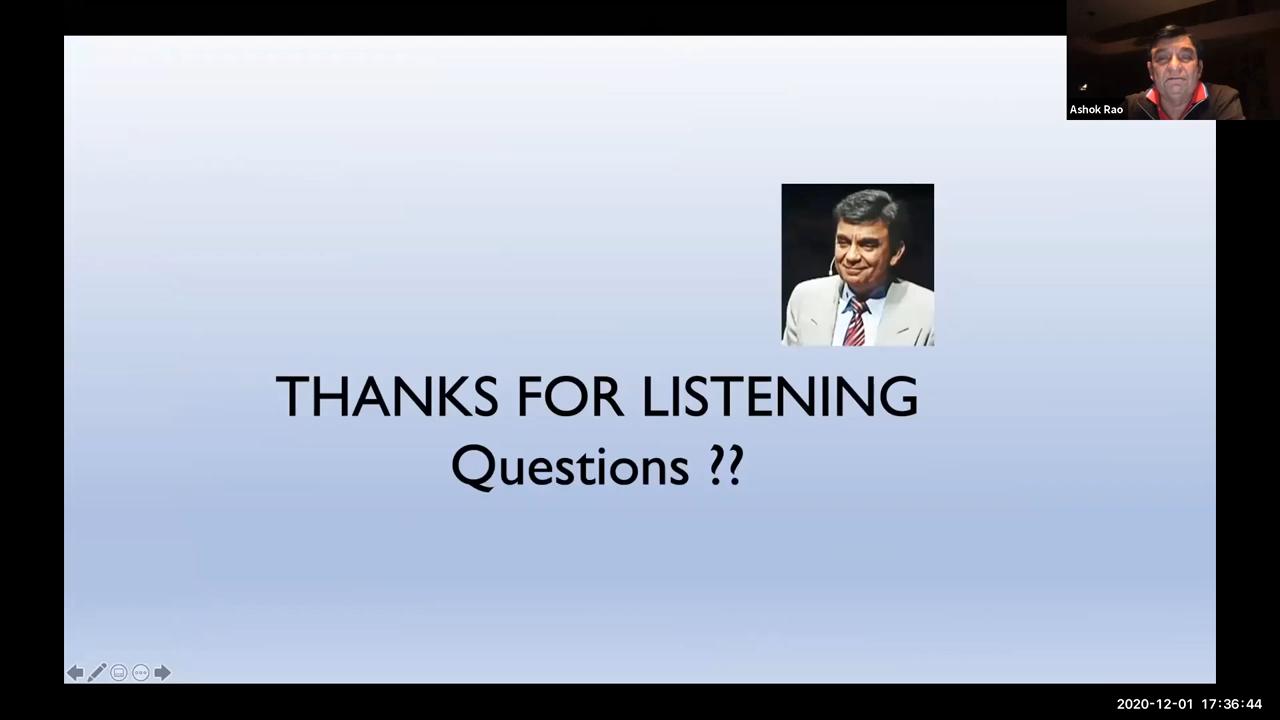 Ashok Rao
THANKS FOR LISTENING
Questions ??
2020-12-01 17:36:44